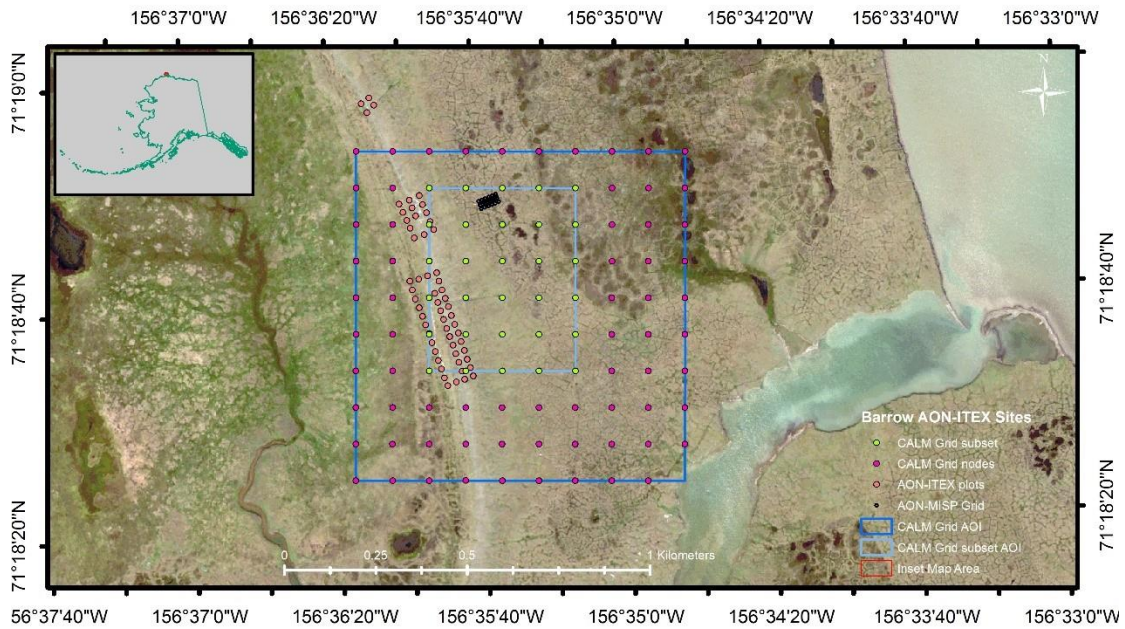 156°37'0"W 156°36'20"W 156°35'40"W 156°35'0"W 156°34'20"W 156°33'40"W 156°33'0"W
71°19'0"N
N
71°18'40"N
71°18'40"N
Barrow AON-ITEX Sites
CALM Grid subset
CALM Grid nodes
AON-ITEX plots
AON-MISP Grid
CALM Grid AOI
CALM Grid subset AOI
Inset Map Area
71°18'20"N
71°18'20"N
0 0.25 0.5 1 Kilometers
156°37'40"W 156°37'0"W 156°36'20"W 156°35'40"W 156°35'0"W 156°34'20"W 156°33'40"W 156°33'0"W